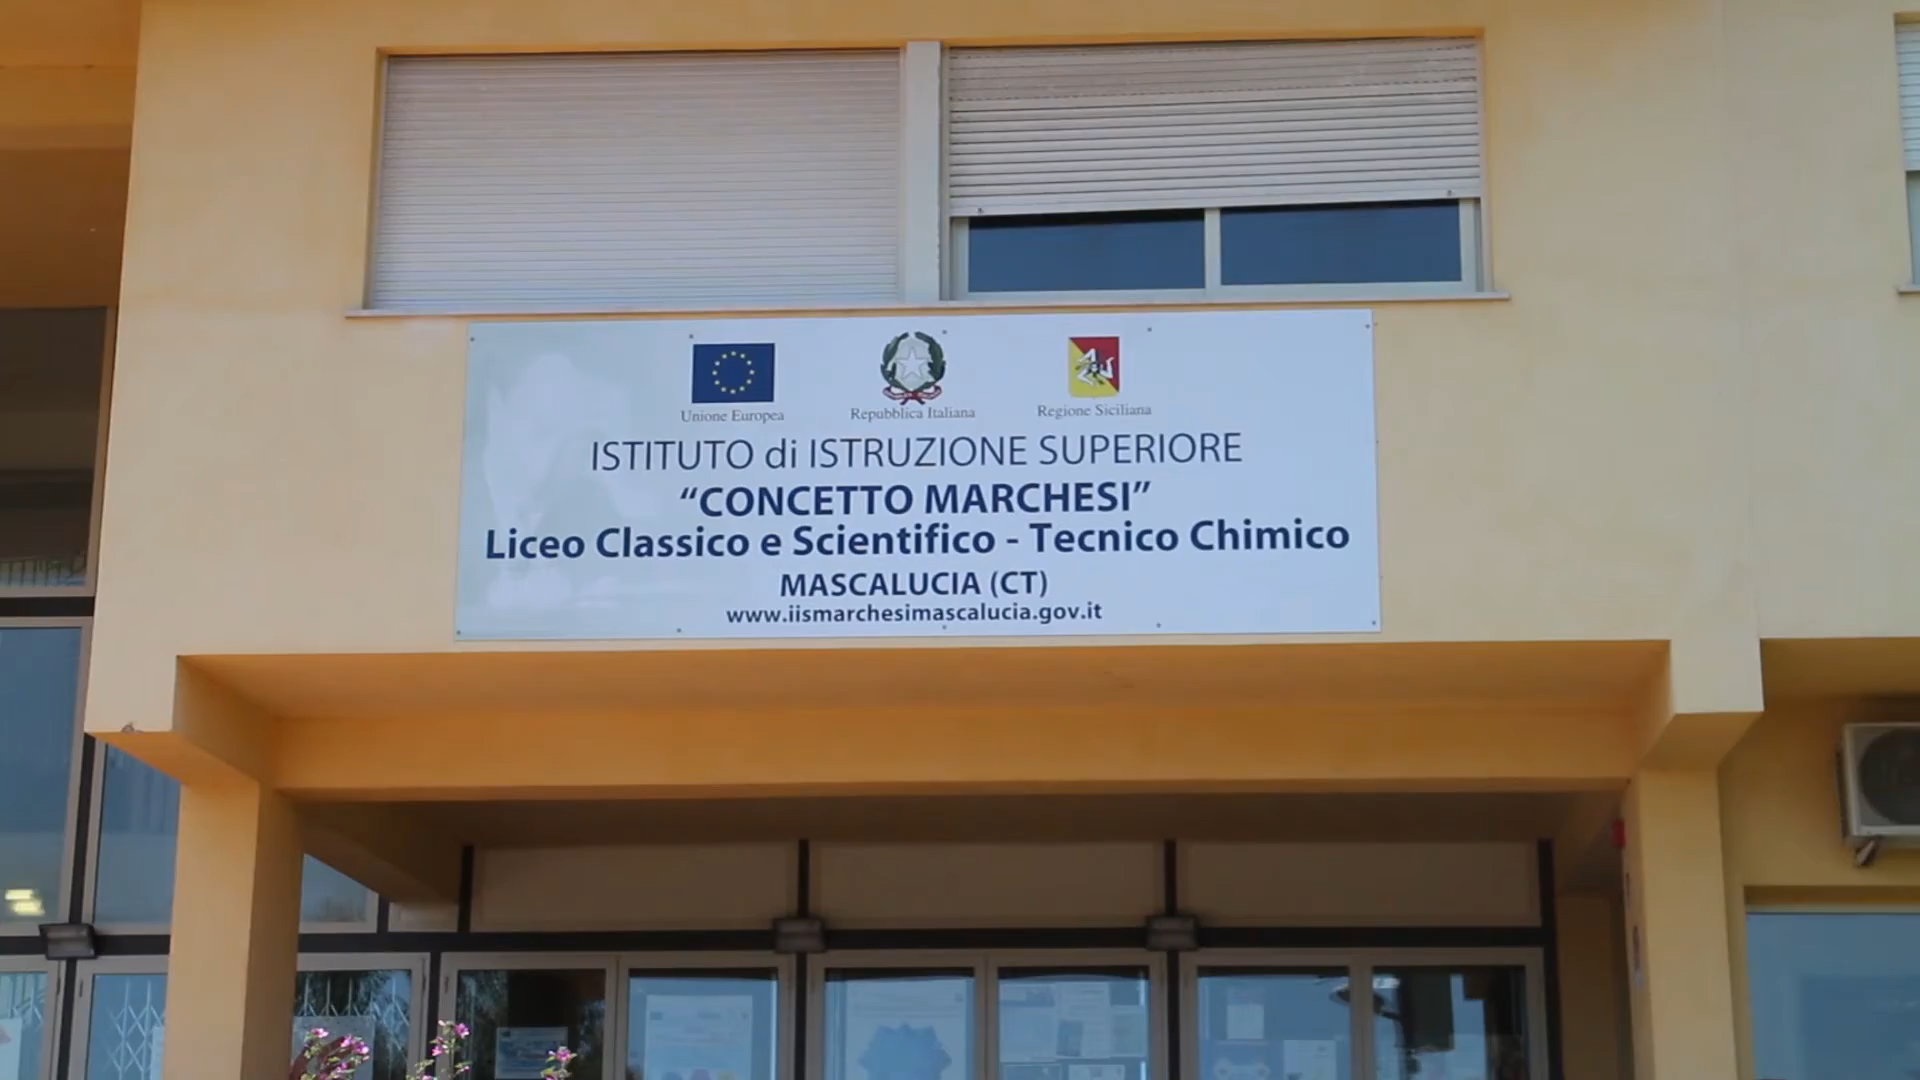 Unione Europea
Repubblica Italiana
Regione Siciliana
ISTITUTO di ISTRUZIONE SUPERIORE
“CONCETTO MARCHESI”
Liceo Classico e Scientifico - Tecnico Chimico
MASCALUCIA (CT)
www.iismarchesimascalucia.gov.it